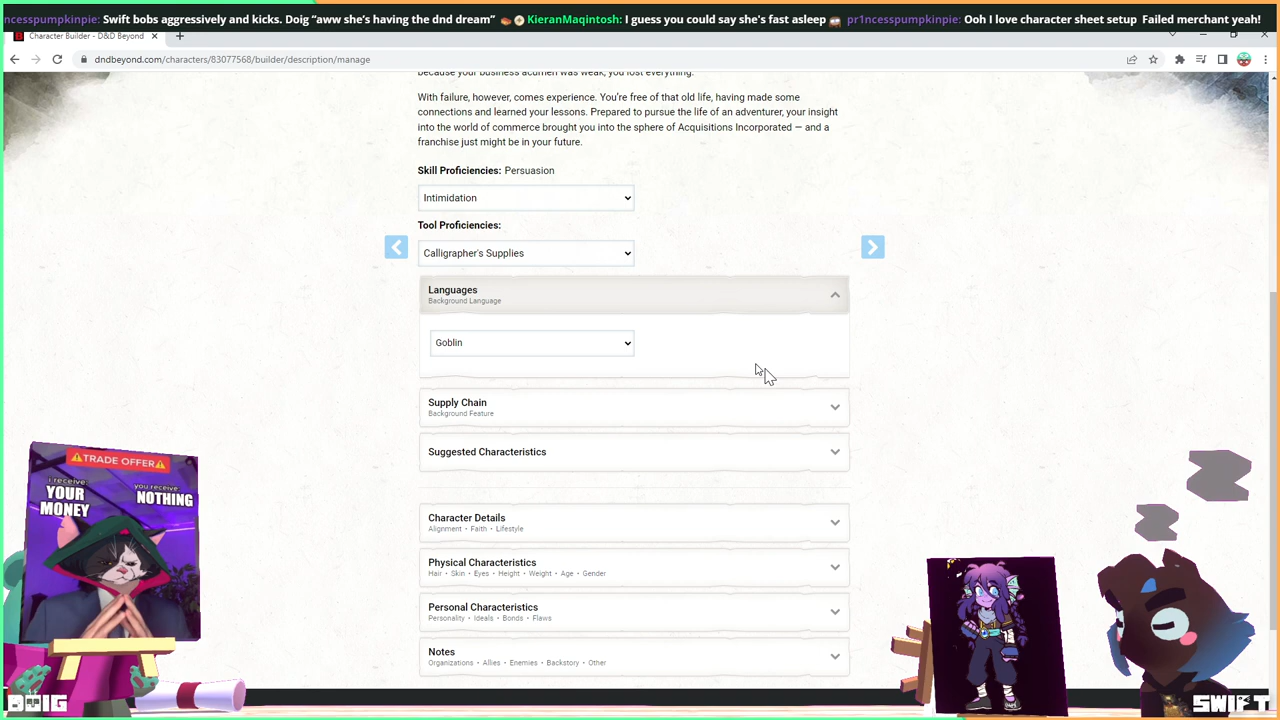 ncesspumpkinpie: Swift bobs aggressively and kicks. Doig “aww she’s having the dnd dream” KieranMaqintosh: I guess you could say she's fast asleep pr1ncesspumpkinpie: Ooh I love character sheet setup Failed merchant yeah!
Character Builder - D&D Beyond
dndbeyond.com/characters/83077568/builder/description/manage
because your business acumen was weak, you lost everything.
With failure, however, comes experience. You’re free of that old life, having made some
connections and learned your lessons. Prepared to pursue the life of an adventurer, your insight
into the world of commerce brought you into the sphere of Acquisitions Incorporated — and a
franchise just might be in your future.
Skill Proficiencies: Persuasion
Intimidation
Tool Proficiencies:
Calligrapher's Supplies
Languages
Background Language
Goblin
Supply Chain
Background Feature
Suggested Characteristics
Character Details
Alignment • Faith • Lifestyle
Physical Characteristics
Hair • Skin • Eyes • Height • Weight • Age • Gender
Personal Characteristics
Personality • Ideals • Bonds • Flaws
Notes
Organizations • Allies • Enemies • Backstory • Other
TRADE OFFER
i receive:
YOUR
MONEY
you receive:
NOTHING
DOIG
SWIFT